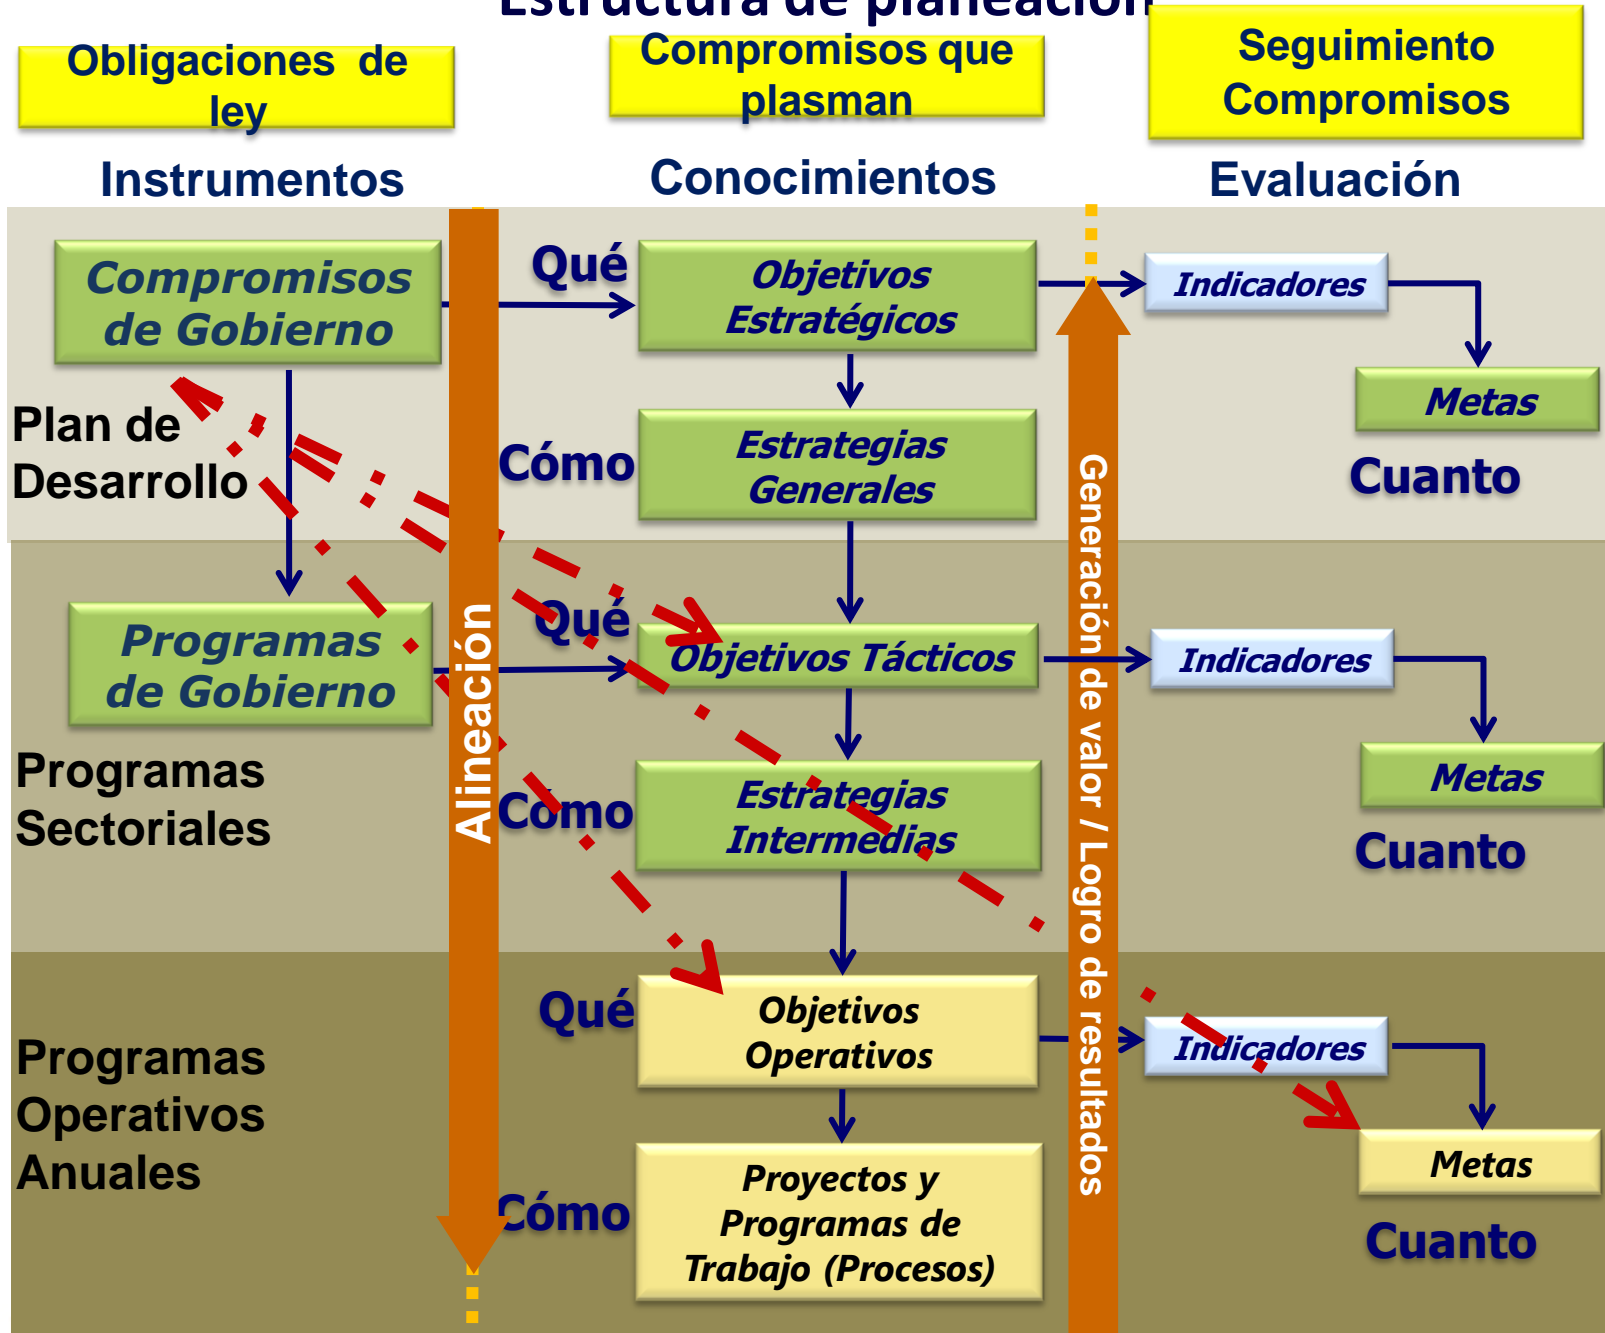 Estructura de planeación
Obligaciones de
ley
Compromisos que
plasman
Seguimiento
Compromisos
Instrumentos
Conocimientos
Evaluación
Compromisos
de Gobierno
Qué
Objetivos
Estratégicos
Indicadores
Metas
Cuanto
Plan de
Desarrollo
Cómo
Estrategias
Generales
Alineación
Generación de valor / Logro de resultados
Programas
de Gobierno
Qué
Objetivos Tácticos
Indicadores
Metas
Cuanto
Programas
Sectoriales
Cómo
Estrategias
Intermedias
Qué
Objetivos
Operativos
Indicadores
Metas
Cuanto
Programas
Operativos
Anuales
Cómo
Proyectos y
Programas de
Trabajo (Procesos)